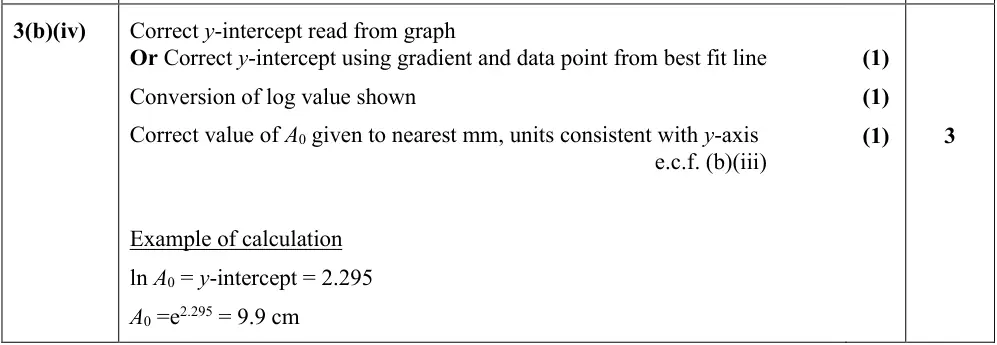 3(b)(iv) Correct y-intercept read from graph
Or Correct y-intercept using gradient and data point from best fit line (1)
Conversion of log value shown (1)
Correct value of A₀ given to nearest mm, units consistent with y-axis (1) 3
e.c.f. (b)(iii)
Example of calculation
ln A₀ = y-intercept = 2.295
A₀ =e²·²⁹⁵ = 9.9 cm